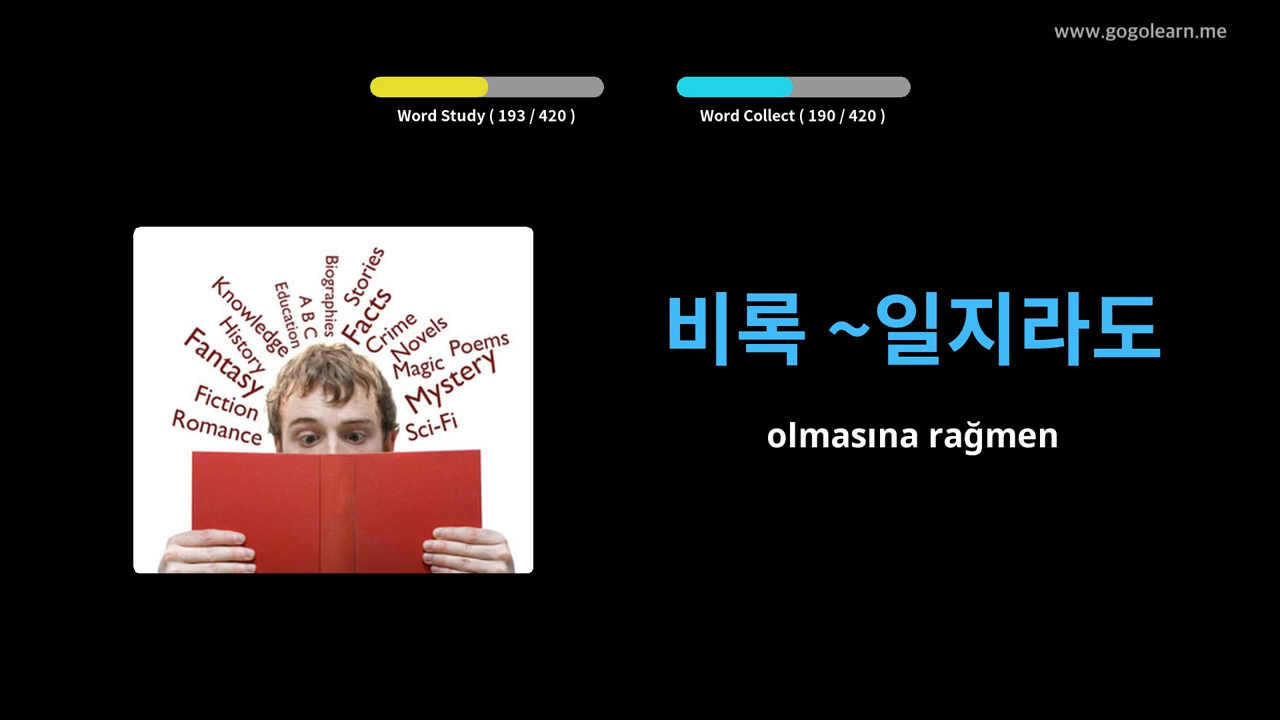 www.gogolearn.me
Word Study ( 193 / 420 )
Word Collect ( 190 / 420 )
Knowledge
Education
A B C
Biographies
Stories
Facts
Crime
Novels
Poems
History
Magic
Fantasy
Mystery
Fiction
Romance
Sci-Fi
비록 ~일지라도
olmasına rağmen